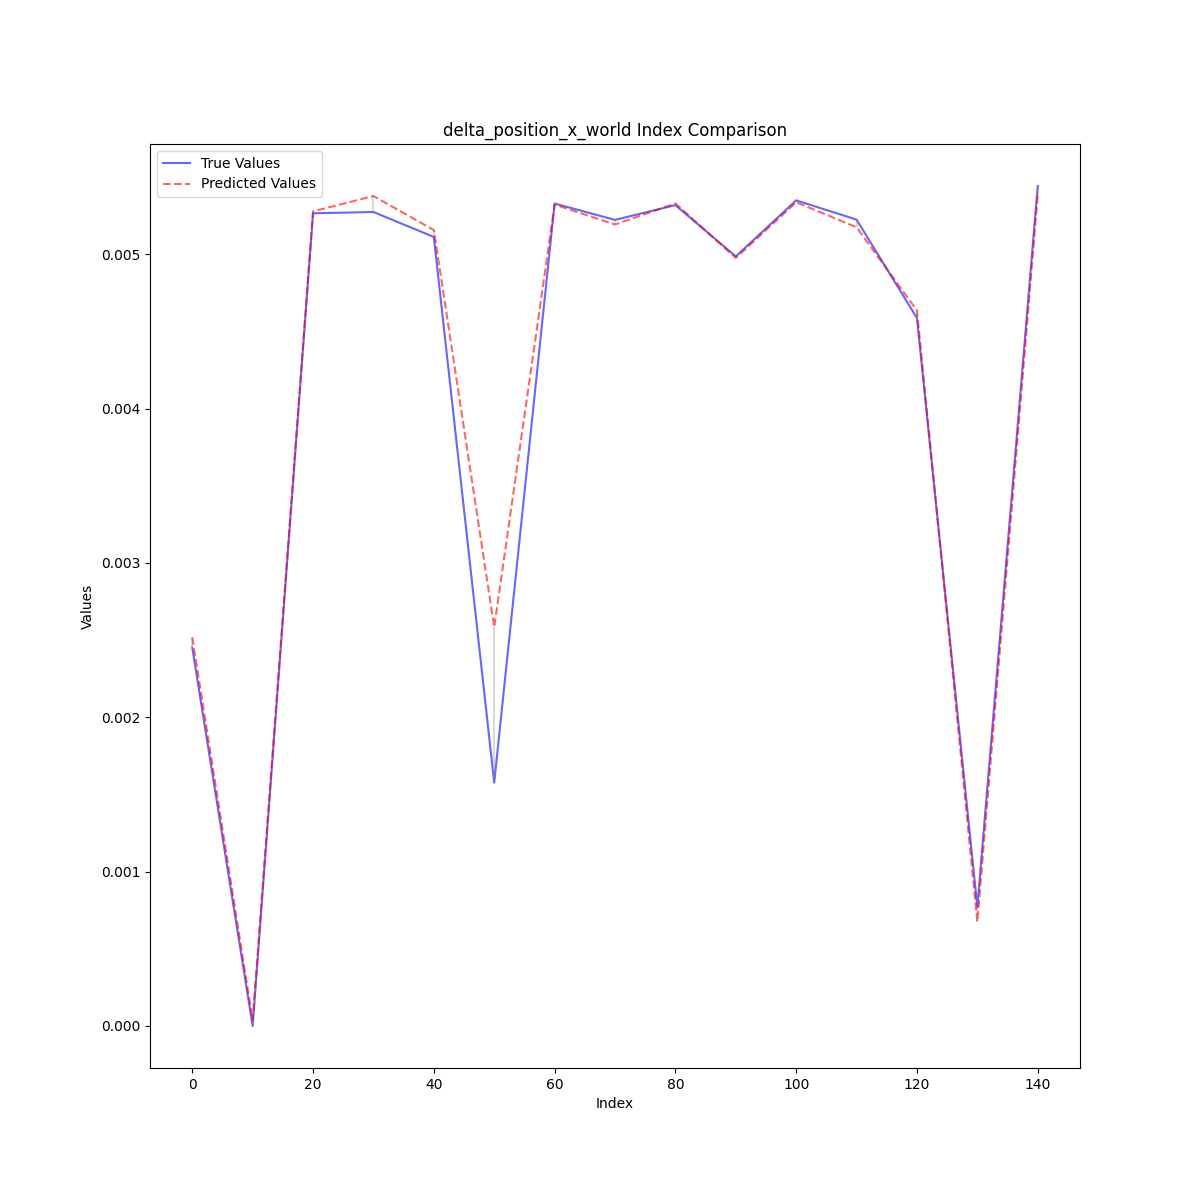 delta_position_x_world Index Comparison
True Values
Predicted Values
0.005
0.004
0.003
0.002
0.001
0.000
Values
0 20 40 60 80 100 120 140
Index